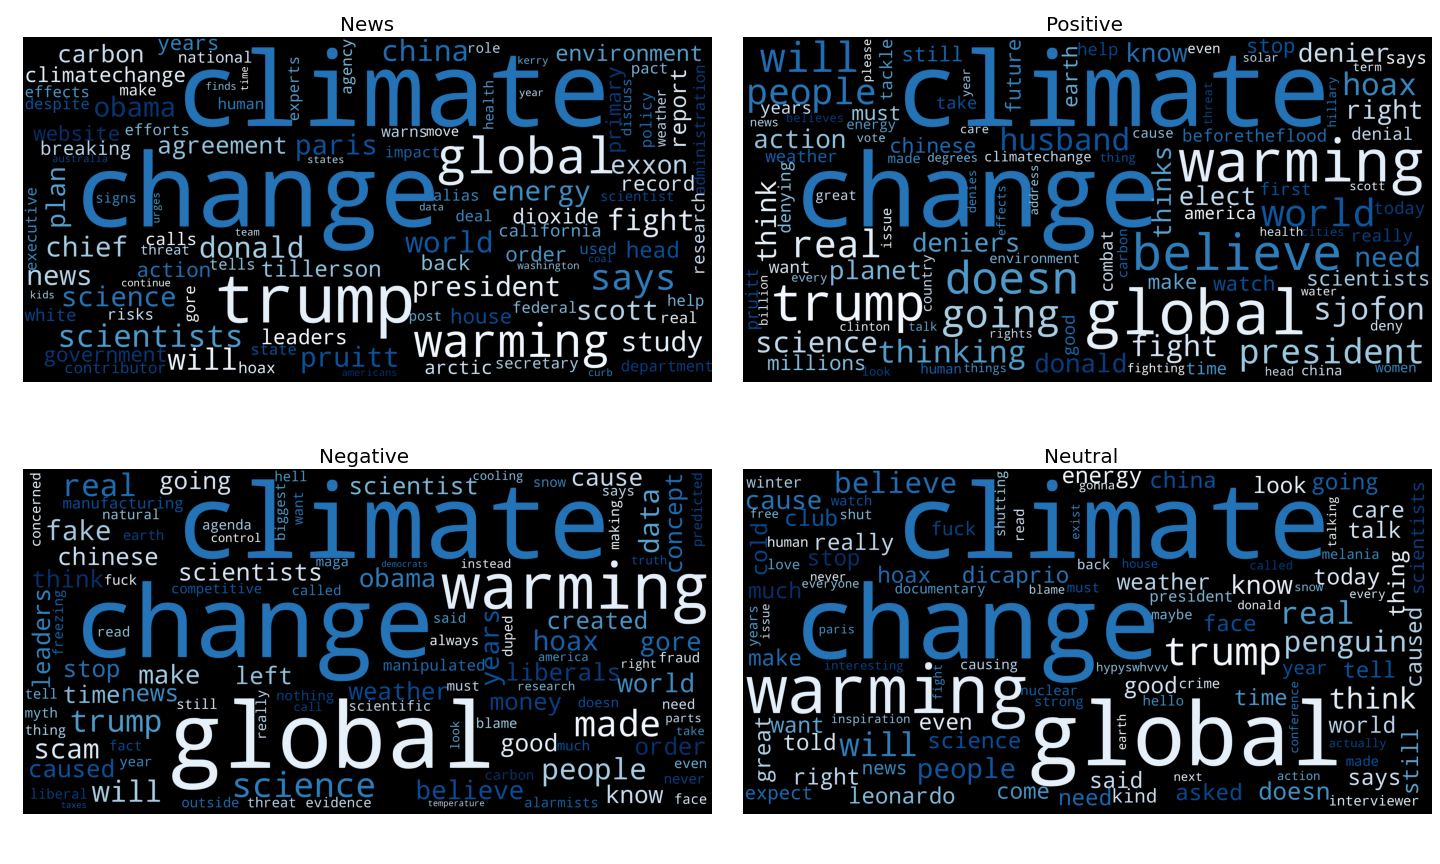 News
climate
change
global
trump
warming
carbon
years
national
climatechange
make
effects
despite
obama
human
finds
time
experts
agency
china
role
environment
kerry
pact
year
health
primary
discuss
policy
weather
report
administration
website
efforts
breaking
agreement
australia
paris
states
warns
move
impact
exxon
record
research
scientist
executive
plan
signs
urges
alias
data
energy
deal
dioxide
california
fight
team
chief
calls
threat
donald
world
back
order
used
coal
head
news
action
tells
tillerson
washington
continue
kids
science
gore
president
says
white
risks
post
house
federal
scott
help
real
scientists
leaders
study
government
contributor
will
hoax
state
pruitt
americans
arctic
secretary
curb
department
Positive
climate
change
global
warming
trump
will
please
still
tackle
people
years
news
believes
action
must
energy
vote
take
year
future
earth
help
know
even
stop
solar
denier
says
term
hoax
right
hillary
threat
care
husband
cause
beforetheflood
denial
weather
chinese
made
degrees
climatechange
thing
think
denying
great
denies
effects
address
thinks
elect
america
first
scott
world
today
real
issue
deniers
environment
combat
carbon
health
cities
really
believe
need
want
every
planet
country
doesn
make
watch
scientists
water
pruitt
billion
clinton
talk
going
rights
good
sjofon
deny
science
thinking
fight
president
millions
look
human
things
donald
fighting
time
head
china
women
Negative
climate
change
global
warming
concerned
real
going
hell
manufacturing
natural
fake
earth
agenda
control
biggest
want
scientist
cooling
snow
cause
says
making
data
concept
predicted
chinese
scientists
maga
democrats
instead
truth
think
fuck
competitive
called
obama
leaders
freezing
read
said
always
years
duped
created
hoax
gore
america
right
fraud
stop
make
left
manipulated
liberals
world
research
tell
time
news
still
really
nothing
call
weather
scientific
must
money
doesn
need
myth
thing
trump
look
blame
made
parts
take
scam
fact
year
good
much
order
even
caused
science
carbon
people
never
liberal
taxes
will
outside
threat
evidence
believe
temperature
alarmists
know
face
Neutral
climate
change
global
warming
trump
winter
believe
energy
gonna
china
look
going
cause
watch
free
club
shut
fuck
shutting
read
exist
talking
care
talk
scientists
cold
human
really
stop
love
never
everyone
hoax
documentary
dicaprio
back
blame
house
must
weather
president
know
donald
melania
snow
called
today
every
thing
much
years
issue
maybe
face
real
paris
penguin
caused
make
interesting
causing
fight
hypyswhvvv
year
tell
nuclear
strong
good
crime
hello
time
think
want
inspiration
even
earth
conference
world
great
told
will
science
actually
still
right
news
people
said
next
action
made
says
expect
leonardo
come
need
kind
asked
doesn
interviewer